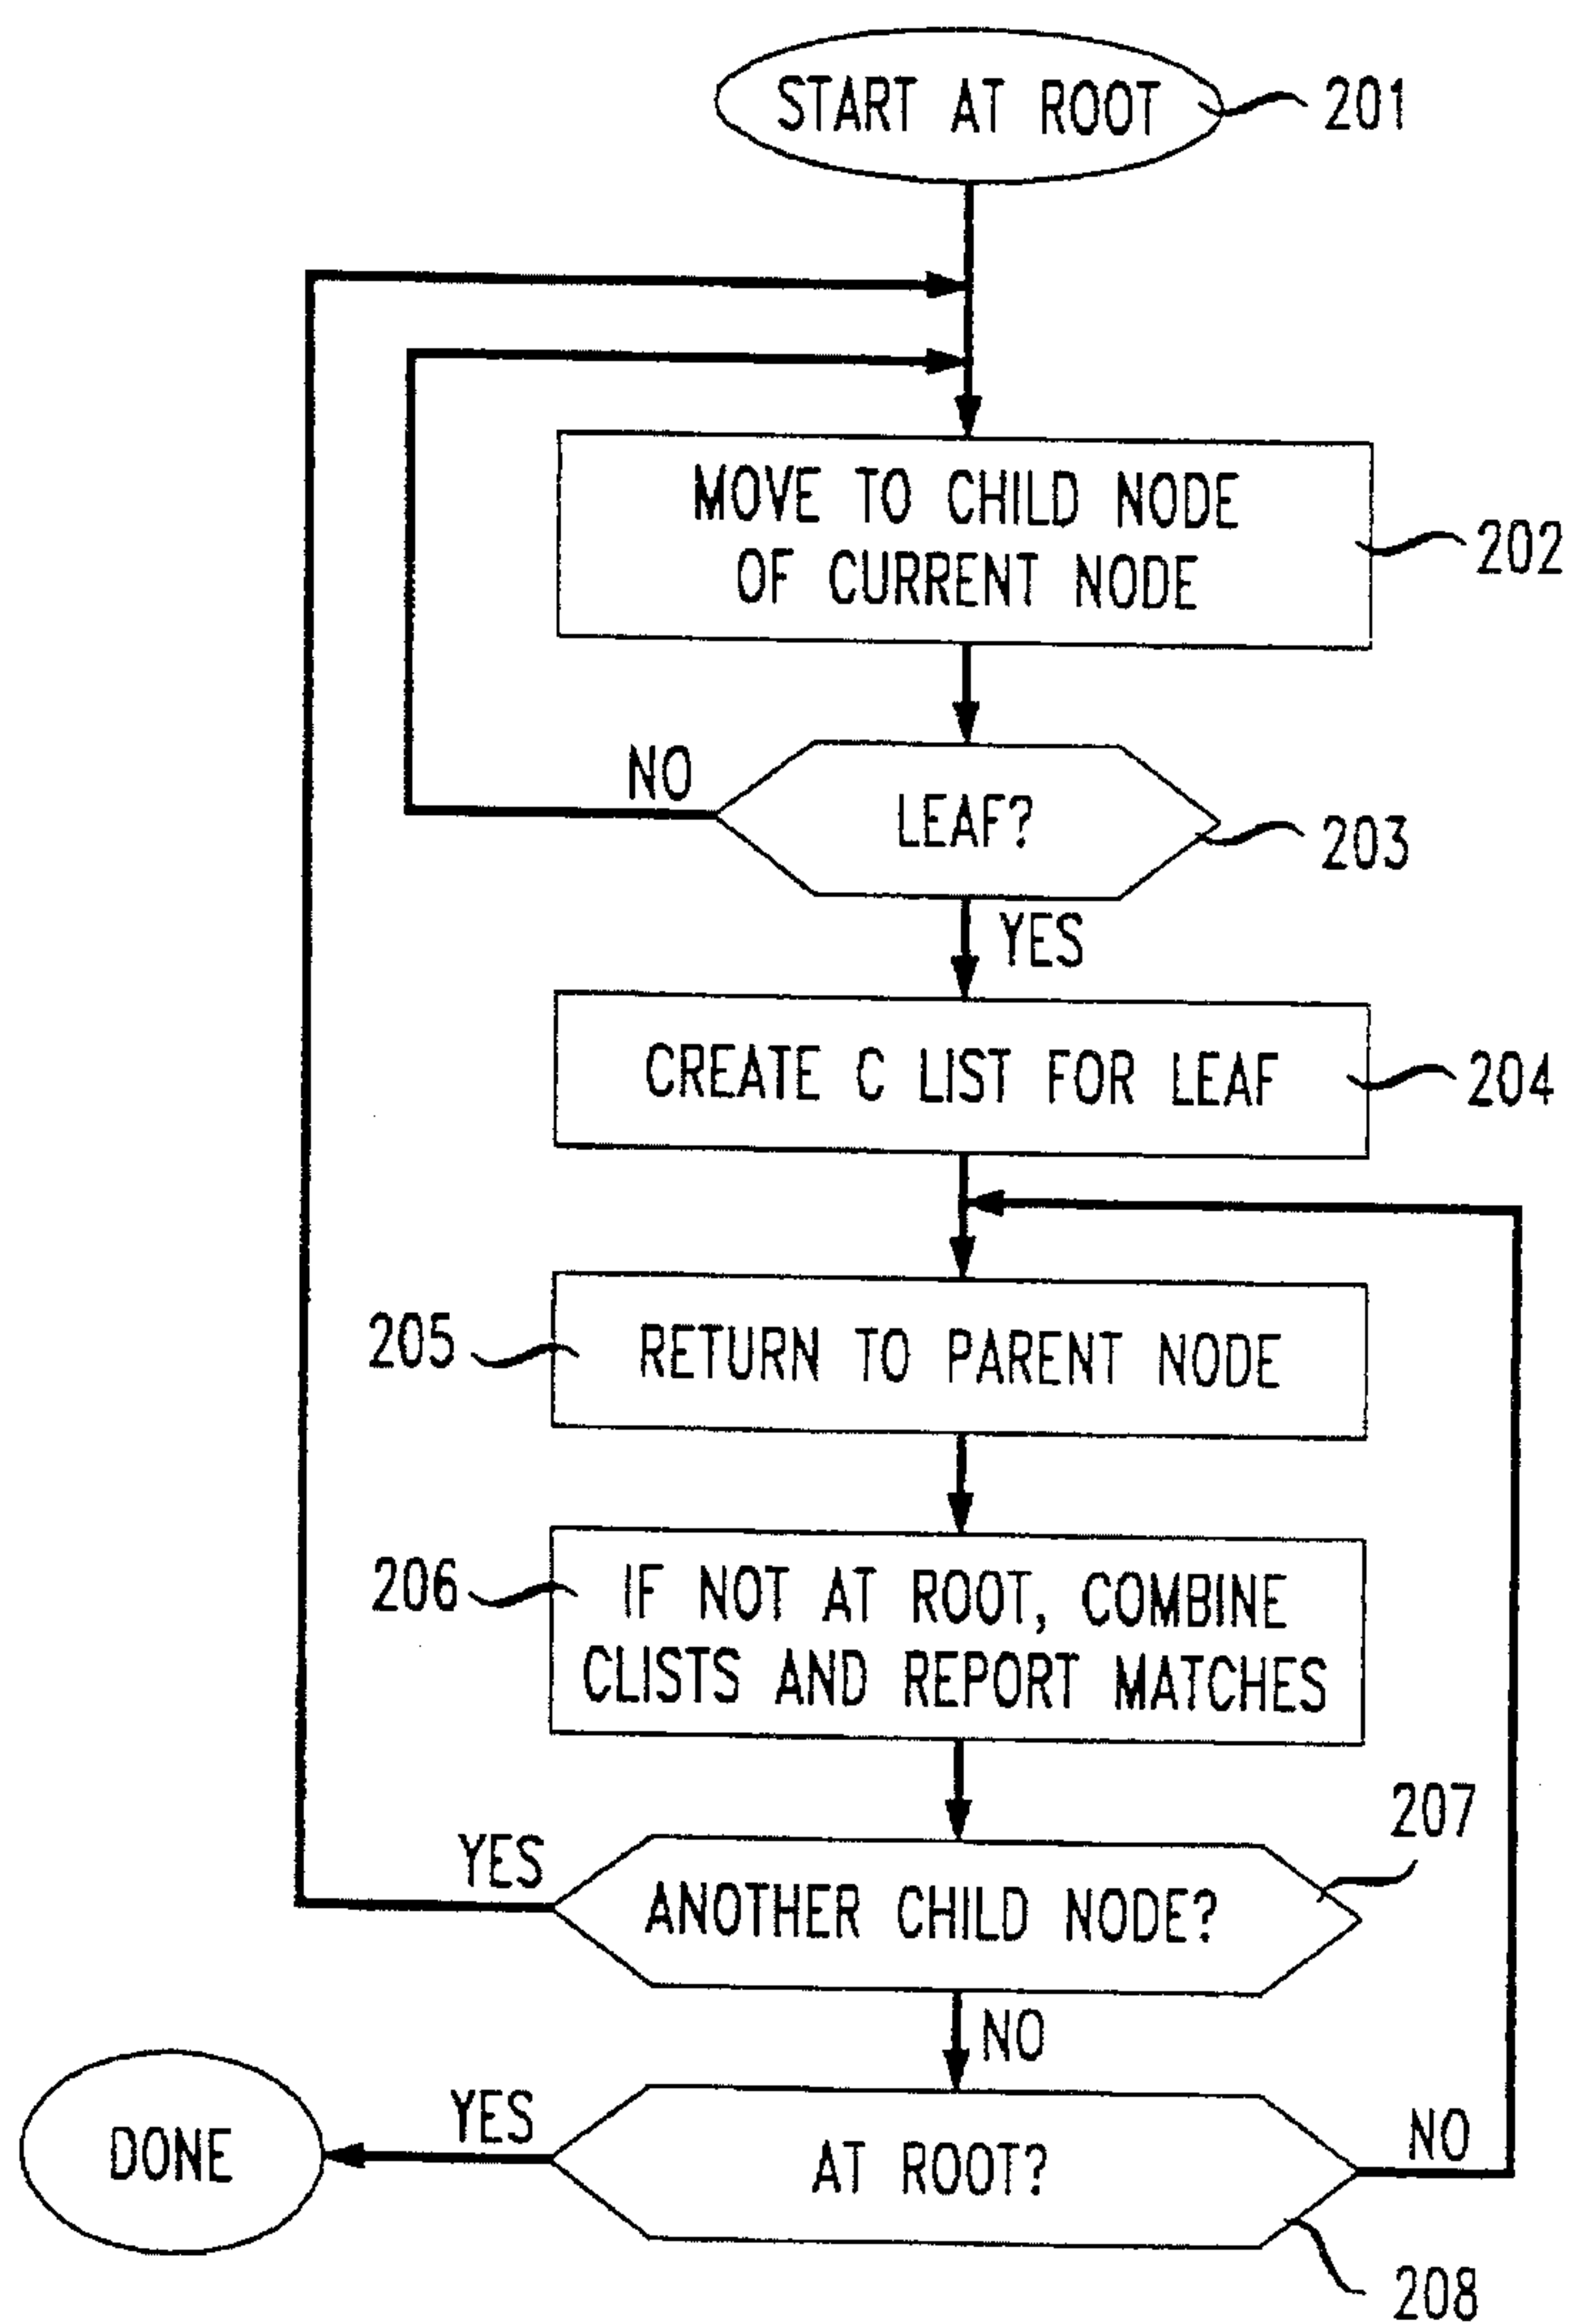 START AT ROOT
201
MOVE TO CHILD NODE
OF CURRENT NODE
202
NO
LEAF?
203
YES
CREATE C LIST FOR LEAF
204
205
RETURN TO PARENT NODE
206
IF NOT AT ROOT, COMBINE
CLISTS AND REPORT MATCHES
207
YES
ANOTHER CHILD NODE?
NO
DONE
YES
AT ROOT?
NO
208